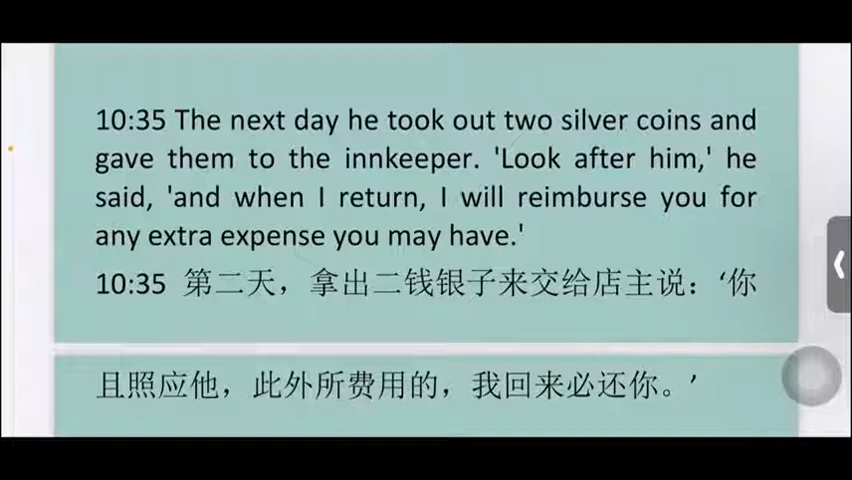 10:35 The next day he took out two silver coins and
gave them to the innkeeper. 'Look after him,' he
said, 'and when I return, I will reimburse you for
any extra expense you may have.'
10:35 第二天，拿出二钱银子来交给店主说：‘你
且照应他，此外所费用的，我回来必还你。’